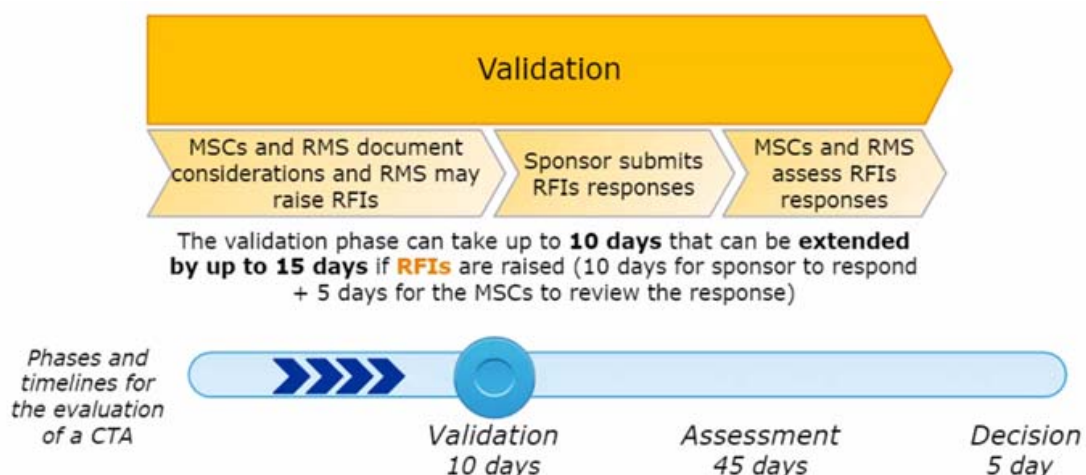 Validation
MSCs and RMS document
considerations and RMS may
raise RFIs
Sponsor submits
RFIs responses
MSCs and RMS
assess RFIs
responses
The validation phase can take up to 10 days that can be extended
by up to 15 days if RFIs are raised (10 days for sponsor to respond
+ 5 days for the MSCs to review the response)
Phases and
timelines for
the evaluation
of a CTA
Validation
10 days
Assessment
45 days
Decision
5 day